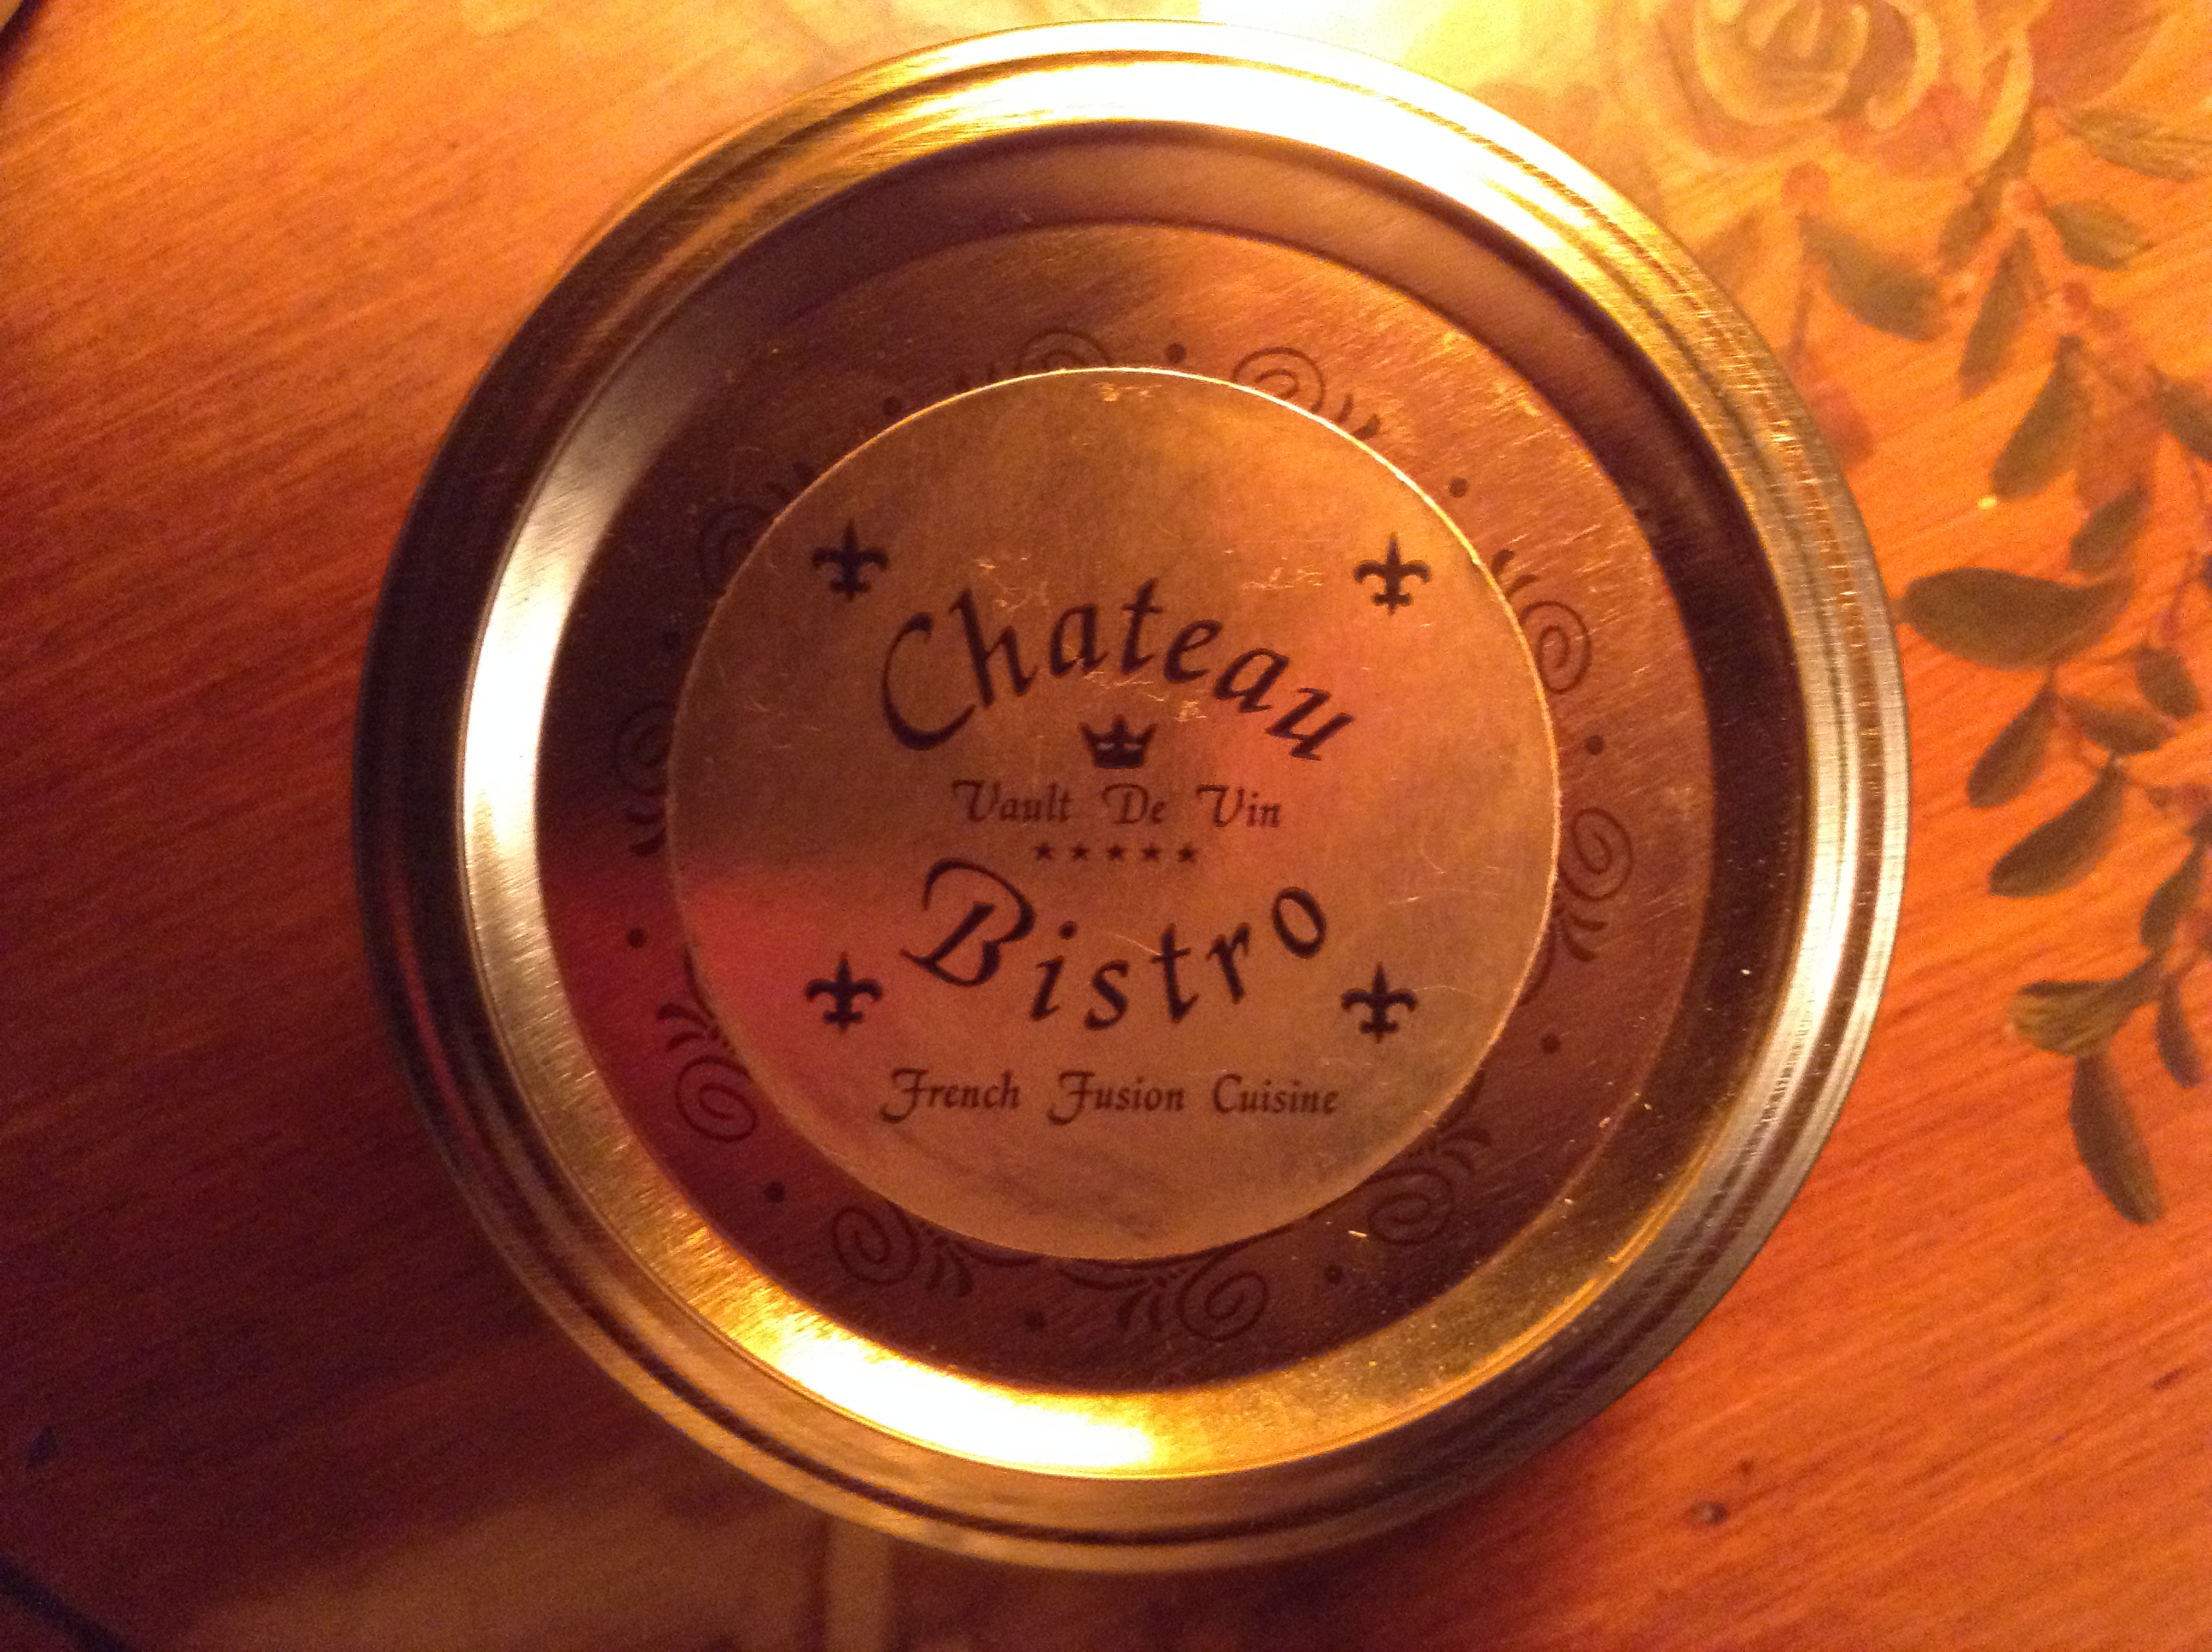 Chateau
Vault De Vin
Bistro
French Fusion Cuisine